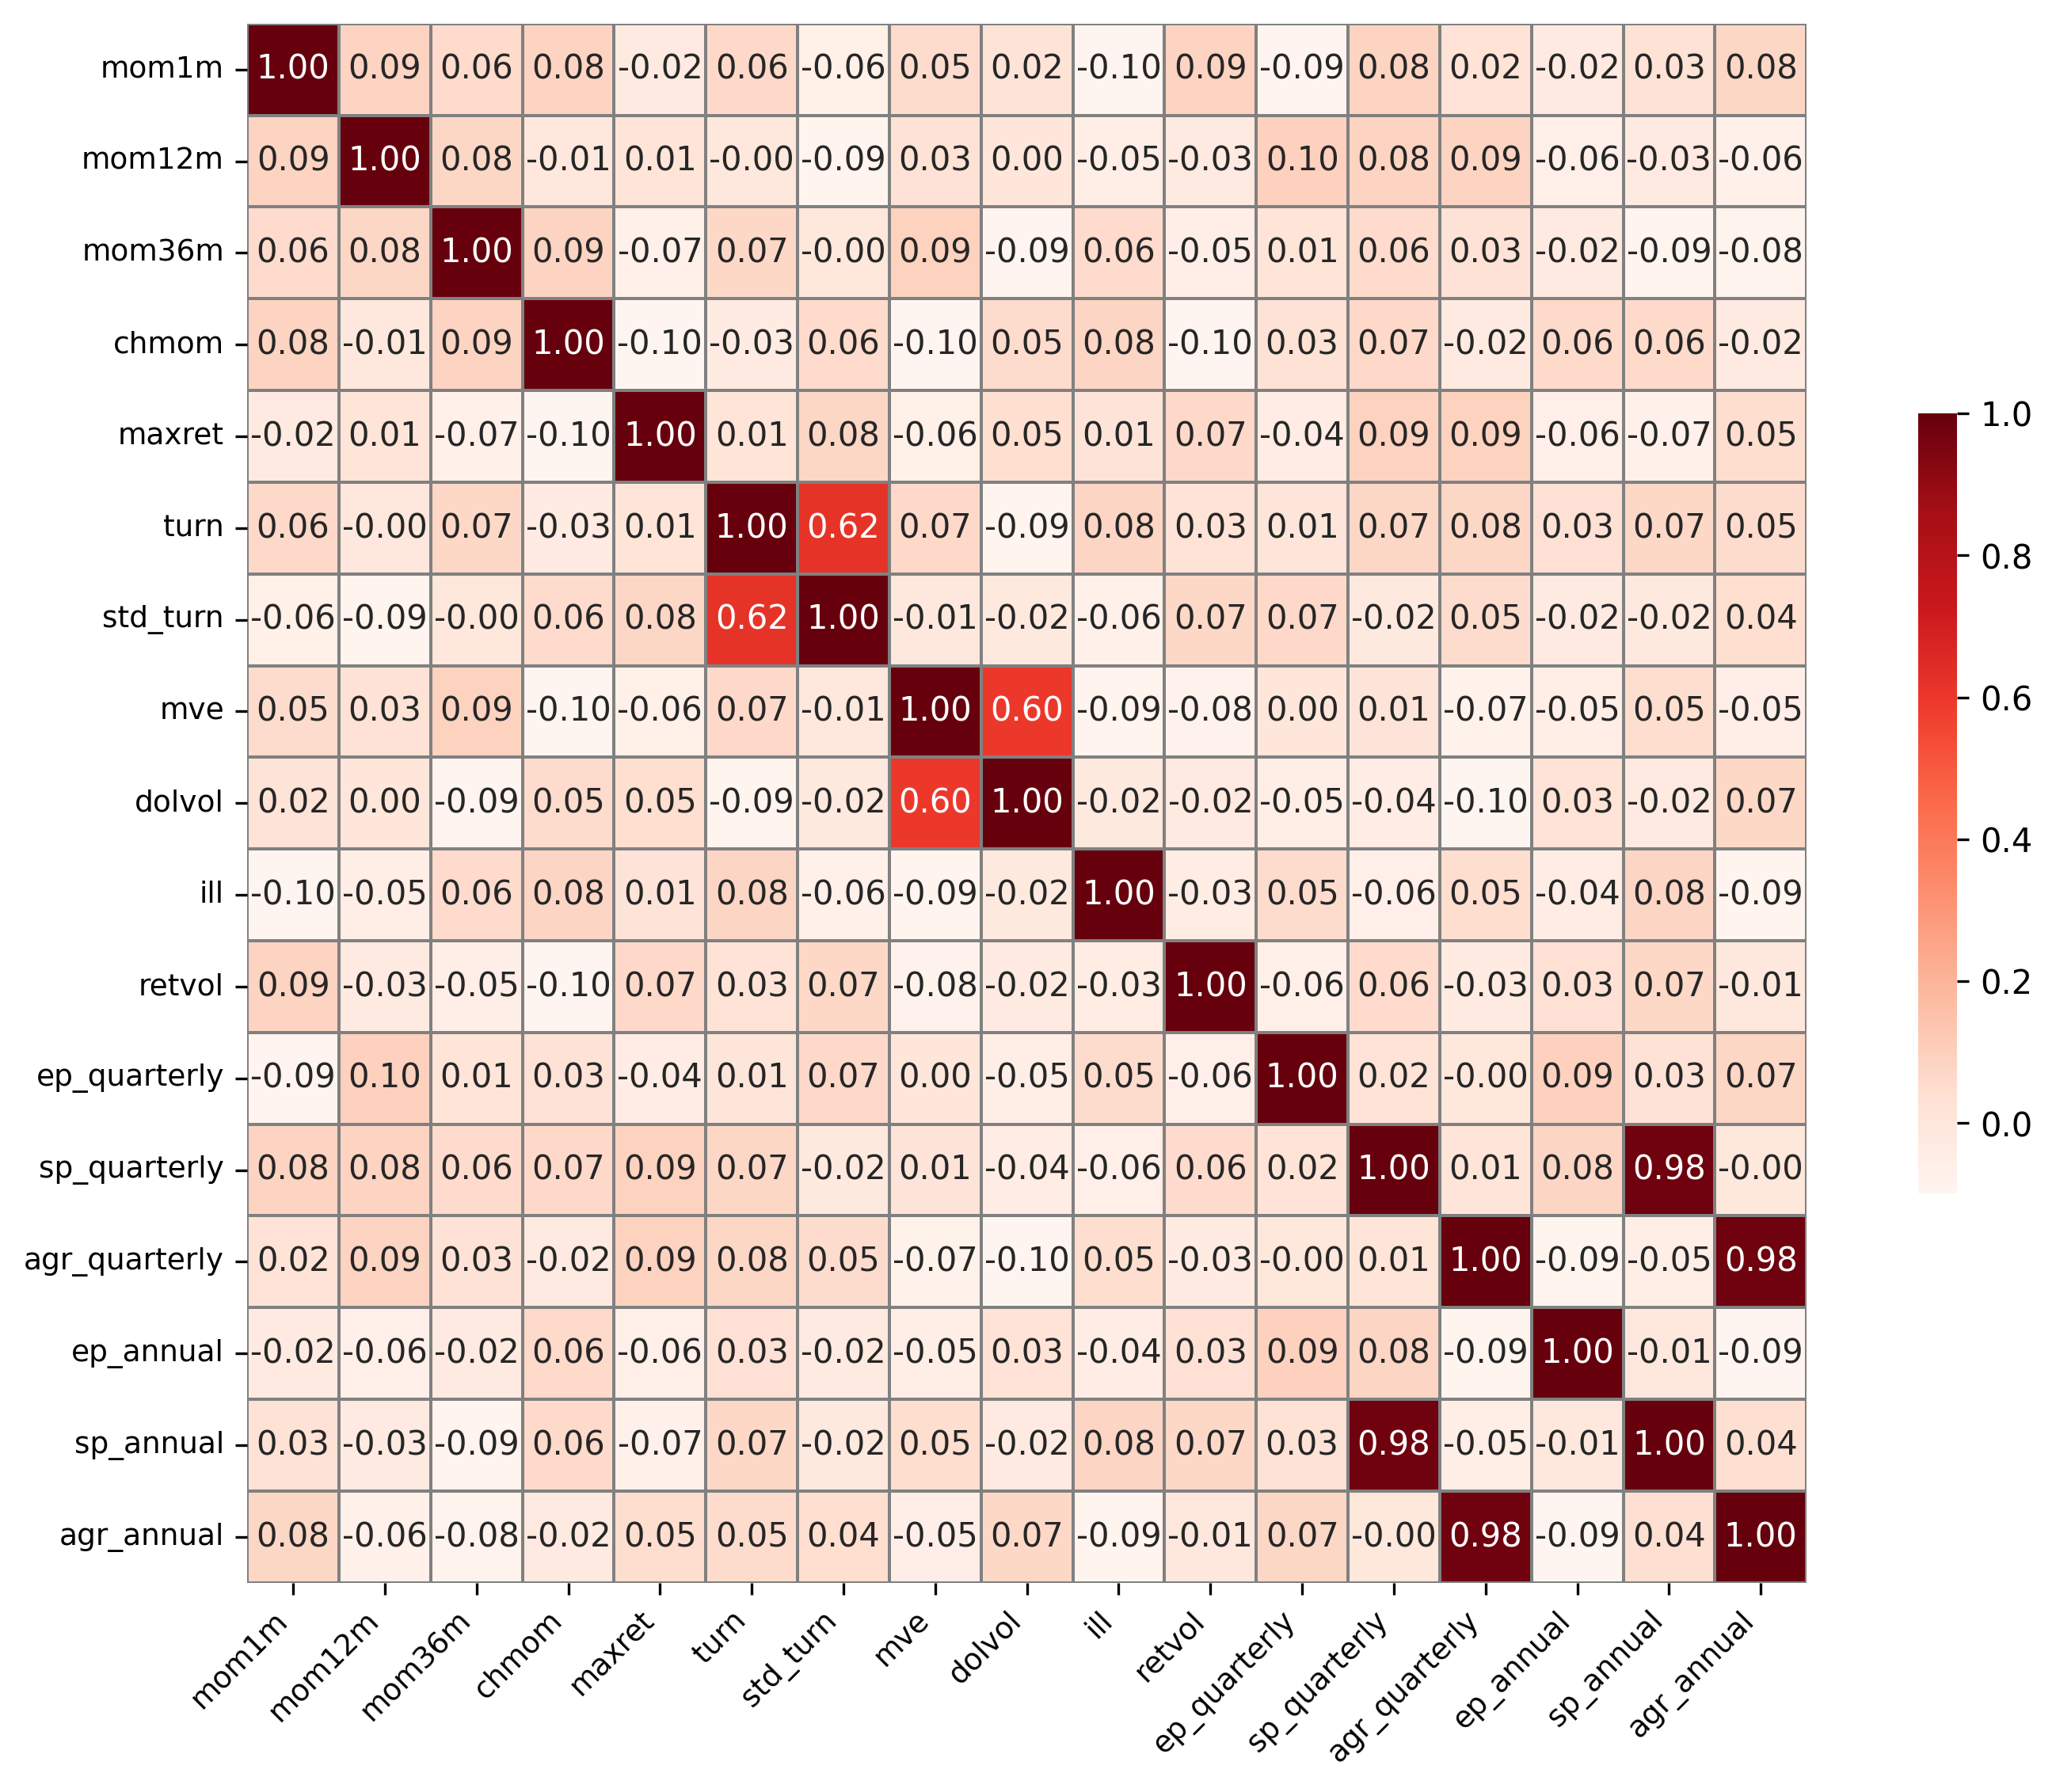 mom1m 1.00 0.09 0.06 0.08 -0.02 0.06 -0.06 0.05 0.02 -0.10 0.09 -0.09 0.08 0.02 -0.02 0.03 0.08
mom12m 0.09 1.00 0.08 -0.01 0.01 -0.00 -0.09 0.03 0.00 -0.05 -0.03 0.10 0.08 0.09 -0.06 -0.03 -0.06
mom36m 0.06 0.08 1.00 0.09 -0.07 0.07 -0.00 0.09 -0.09 0.06 -0.05 0.01 0.06 0.03 -0.02 -0.09 -0.08
chmom 0.08 -0.01 0.09 1.00 -0.10 -0.03 0.06 -0.10 0.05 0.08 -0.10 0.03 0.07 -0.02 0.06 0.06 -0.02
maxret -0.02 0.01 -0.07 -0.10 1.00 0.01 0.08 -0.06 0.05 0.01 0.07 -0.04 0.09 0.09 -0.06 -0.07 0.05
turn 0.06 -0.00 0.07 -0.03 0.01 1.00 0.62 0.07 -0.09 0.08 0.03 0.01 0.07 0.08 0.03 0.07 0.05
std_turn -0.06 -0.09 -0.00 0.06 0.08 0.62 1.00 -0.01 -0.02 -0.06 0.07 0.07 -0.02 0.05 -0.02 -0.02 0.04
mve 0.05 0.03 0.09 -0.10 -0.06 0.07 -0.01 1.00 0.60 -0.09 -0.08 0.00 0.01 -0.07 -0.05 0.05 -0.05
dolvol 0.02 0.00 -0.09 0.05 0.05 -0.09 -0.02 0.60 1.00 -0.02 -0.02 -0.05 -0.04 -0.10 0.03 -0.02 0.07
ill -0.10 -0.05 0.06 0.08 0.01 0.08 -0.06 -0.09 -0.02 1.00 -0.03 0.05 -0.06 0.05 -0.04 0.08 -0.09
retvol 0.09 -0.03 -0.05 -0.10 0.07 0.03 0.07 -0.08 -0.02 -0.03 1.00 -0.06 0.06 -0.03 0.03 0.07 -0.01
ep_quarterly -0.09 0.10 0.01 0.03 -0.04 0.01 0.07 0.00 -0.05 0.05 -0.06 1.00 0.02 -0.00 0.09 0.03 0.07
sp_quarterly 0.08 0.08 0.06 0.07 0.09 0.07 -0.02 0.01 -0.04 -0.06 0.06 0.02 1.00 0.01 0.08 0.98 -0.00
agr_quarterly 0.02 0.09 0.03 -0.02 0.09 0.08 0.05 -0.07 -0.10 0.05 -0.03 -0.00 0.01 1.00 -0.09 -0.05 0.98
ep_annual -0.02 -0.06 -0.02 0.06 -0.06 0.03 -0.02 -0.05 0.03 -0.04 0.03 0.09 0.08 -0.09 1.00 -0.01 -0.09
sp_annual 0.03 -0.03 -0.09 0.06 -0.07 0.07 -0.02 0.05 -0.02 0.08 0.07 0.03 0.98 -0.05 -0.01 1.00 0.04
agr_annual 0.08 -0.06 -0.08 -0.02 0.05 0.05 0.04 -0.05 0.07 -0.09 -0.01 0.07 -0.00 0.98 -0.09 0.04 1.00
mom1m mom12m mom36m chmom maxret turn std_turn mve dolvol ill retvol ep_quarterly sp_quarterly agr_quarterly ep_annual sp_annual agr_annual
1.0
0.8
0.6
0.4
0.2
0.0